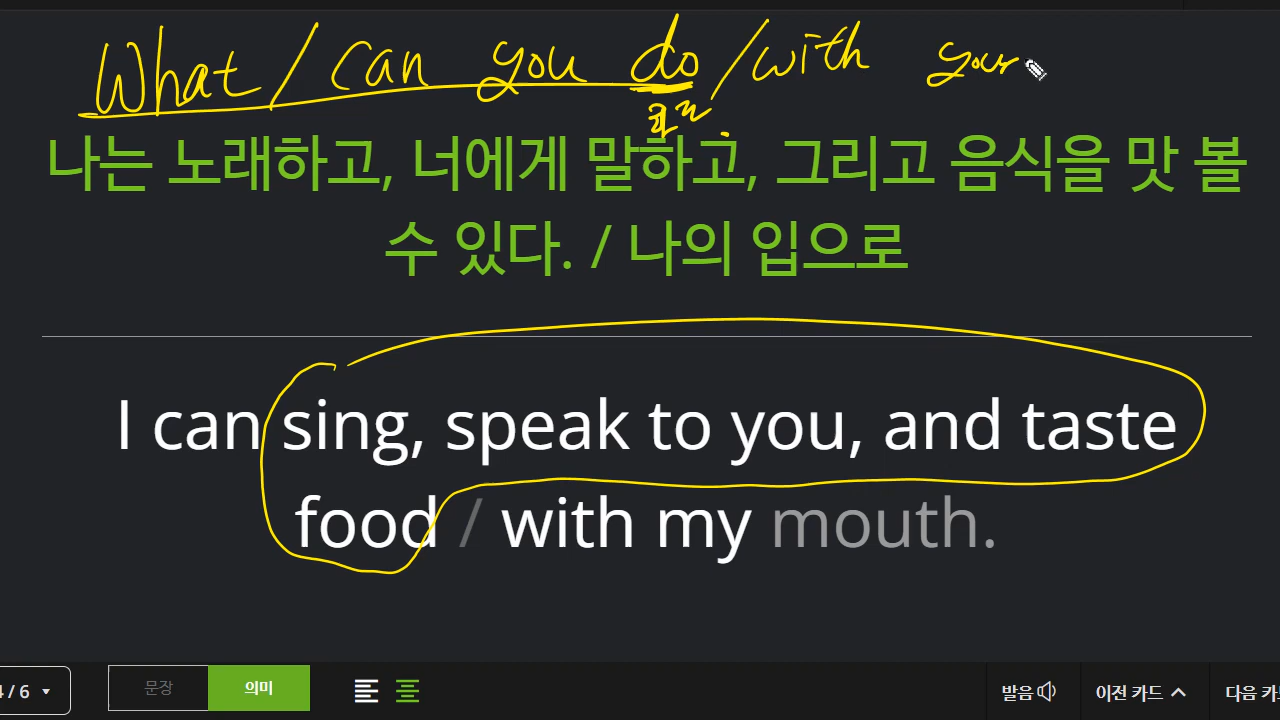 What / can you do / with your
나는 노래하고, 너에게 말하고, 그리고 음식을 맛 볼
수 있다. / 나의 입으로
I can sing, speak to you, and taste
food / with my mouth.
4 / 6
문장
의미
발음
이전 카드
다음